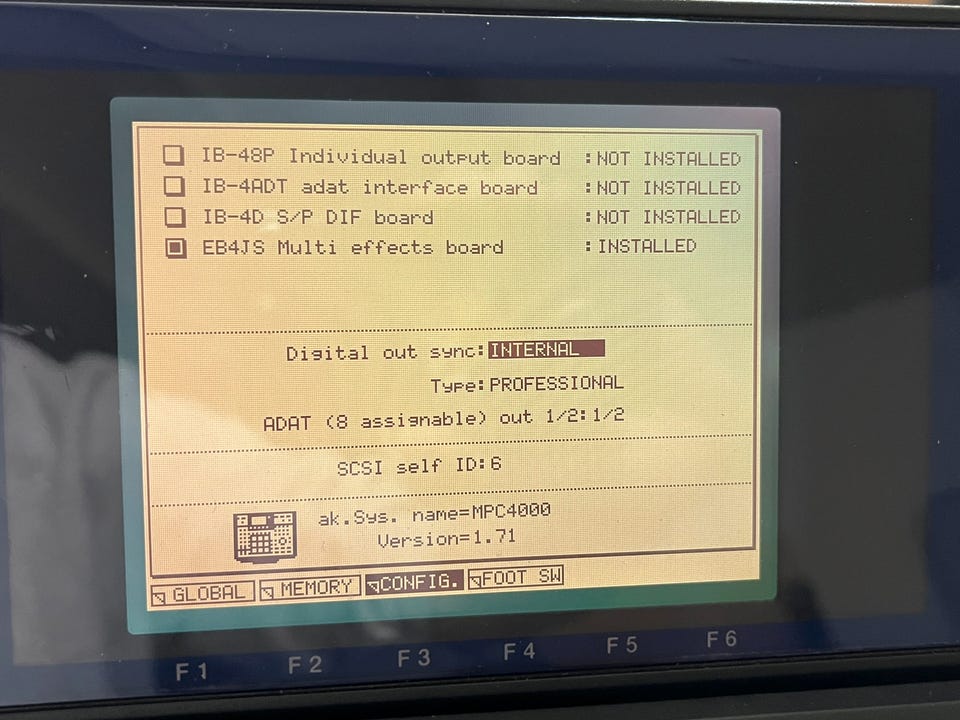 IB-48P Individual output board :NOT INSTALLED
IB-4ADT adat interface board :NOT INSTALLED
IB-4D S/P DIF board :NOT INSTALLED
EB4JS Multi effects board :INSTALLED
Digital out sync:INTERNAL
Type:PROFESSIONAL
ADAT (8 assignable) out 1/2:1/2
SCSI self ID:6
ak.Sys. name=MPC4000
Version=1.71
GLOBAL MEMORY CONFIG. FOOT SW
F1 F2 F3 F4 F5 F6